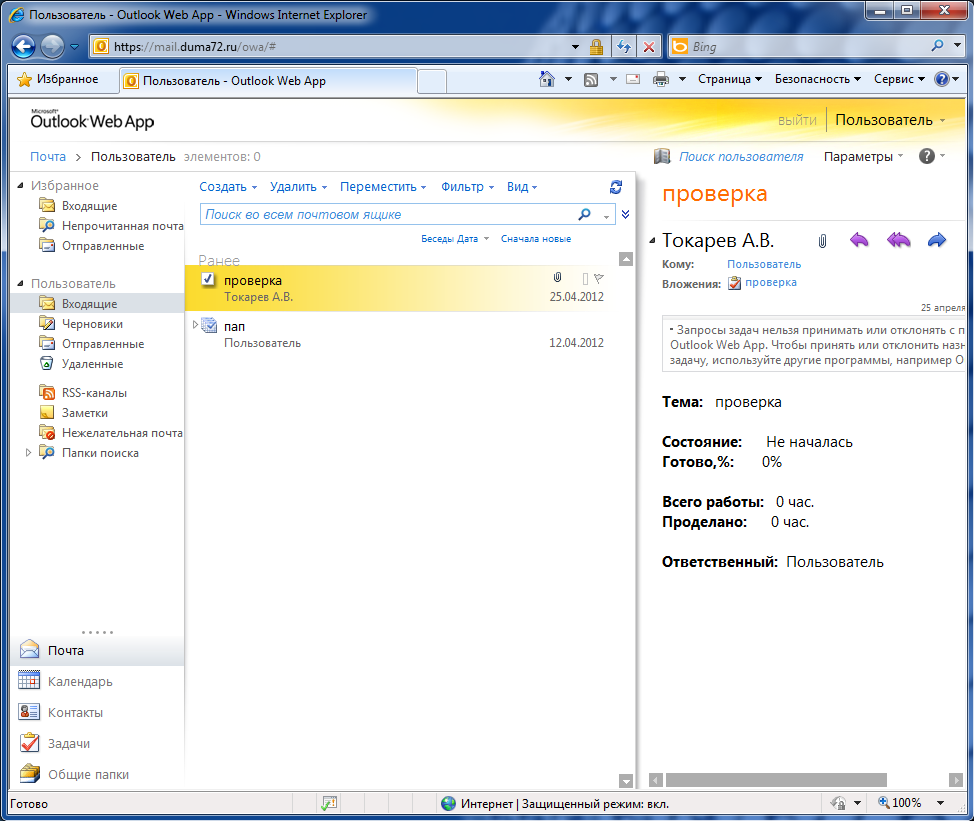 Пользователь - Outlook Web App - Windows Internet Explorer
https://mail.duma72.ru/owa/#
Bing
Избранное
Пользователь - Outlook Web App
Страница
Безопасность
Сервис
Microsoft®
Outlook Web App
выйти
Пользователь
Почта > Пользователь элементов: 0
Поиск пользователя
Параметры
Избранное
Входящие
Непрочитанная почта
Отправленные
Пользователь
Входящие
Черновики
Отправленные
Удаленные
RSS-каналы
Заметки
Нежелательная почта
Папки поиска
Почта
Календарь
Контакты
Задачи
Общие папки
Создать Удалить Переместить Фильтр Вид
Поиск во всем почтовом ящике
Беседы Дата Сначала новые
Ранее
проверка
Токарев А.В. 25.04.2012
пап
Пользователь 12.04.2012
проверка
Токарев А.В.
Кому: Пользователь
Вложения: проверка
25 апреля
• Запросы задач нельзя принимать или отклонять с п
Outlook Web App. Чтобы принять или отклонить назн
задачу, используйте другие программы, например O
Тема: проверка
Состояние: Не началась
Готово,%: 0%
Всего работы: 0 час.
Проделано: 0 час.
Ответственный: Пользователь
Готово
Интернет | Защищенный режим: вкл.
100%